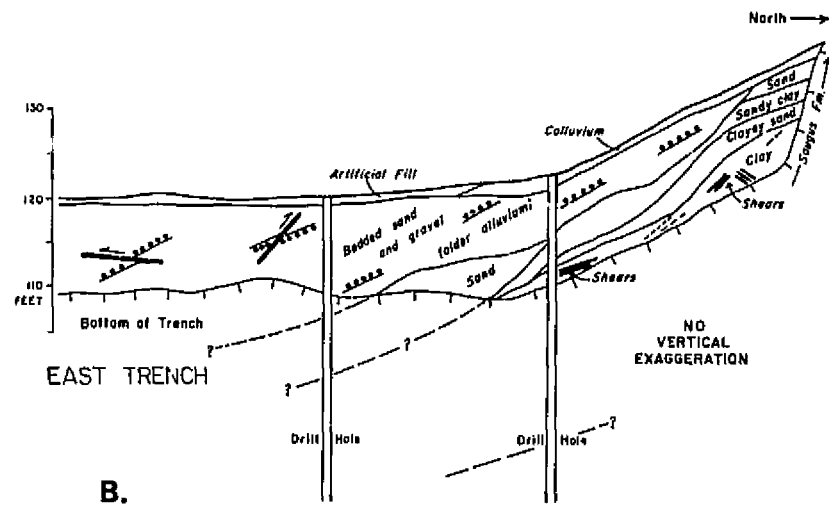 North
130
120
110
FEET
Sand
Sandy clay
Clayey sand
Clay
Saugus Fm.
Colluvium
Artificial Fill
Shears
Bedded sand
and gravel
(older alluvium)
Sand
Shears
Bottom of Trench
?
?
?
?
NO
VERTICAL
EXAGGERATION
EAST TRENCH
Drill Hole
Drill Hole
B.